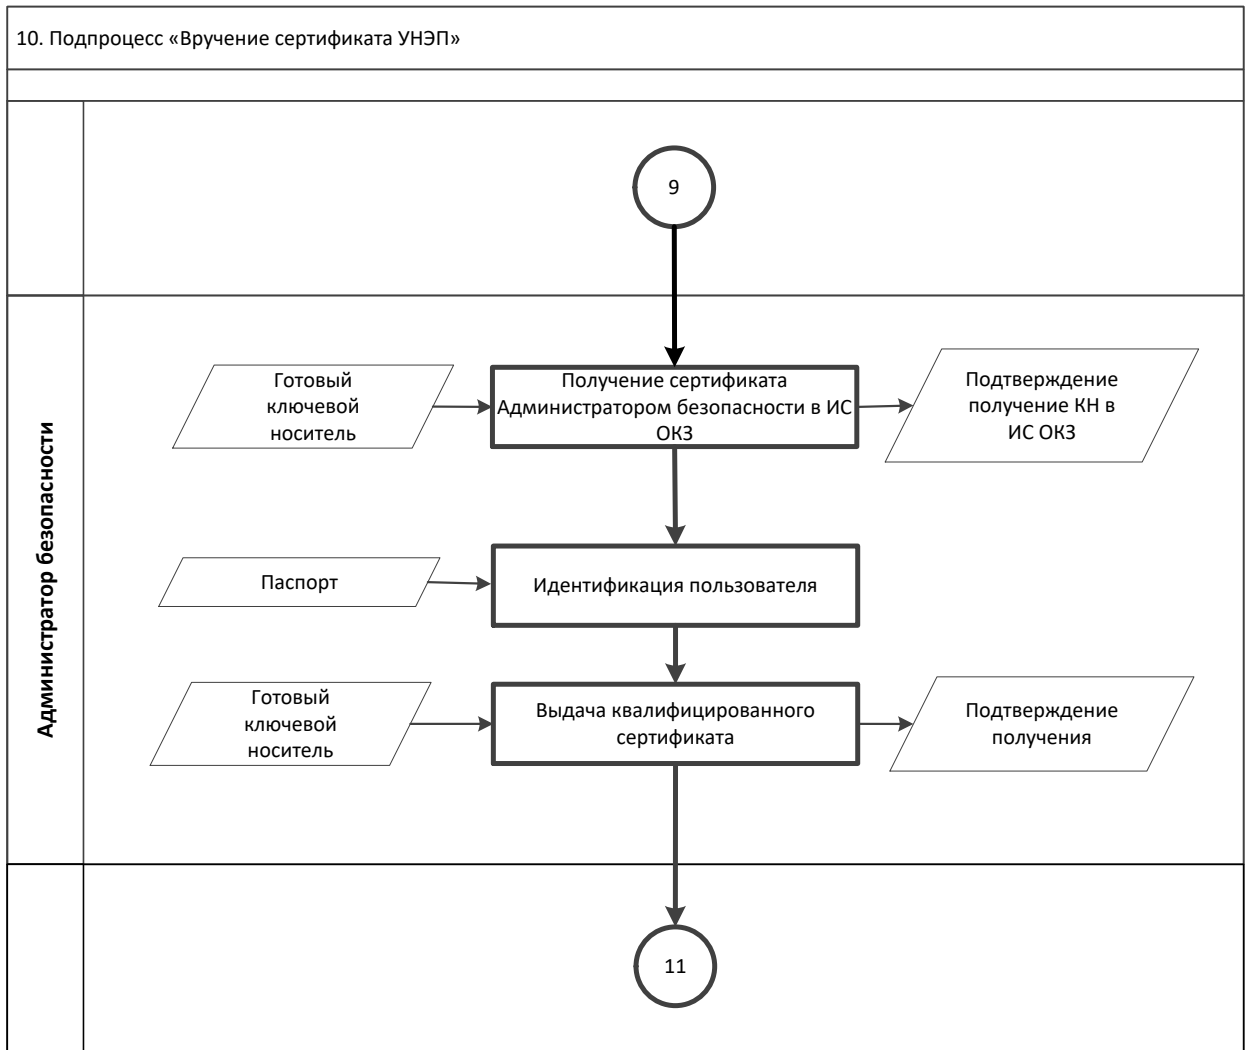 10. Подпроцесс «Вручение сертификата УНЭП»
9
Готовый
ключевой
носитель
Получение сертификата
Администратором безопасности в ИС
ОКЗ
Подтверждение
получение КН в
ИС ОКЗ
Администратор безопасности
Паспорт
Идентификация пользователя
Готовый
ключевой
носитель
Выдача квалифицированного
сертификата
Подтверждение
получения
11